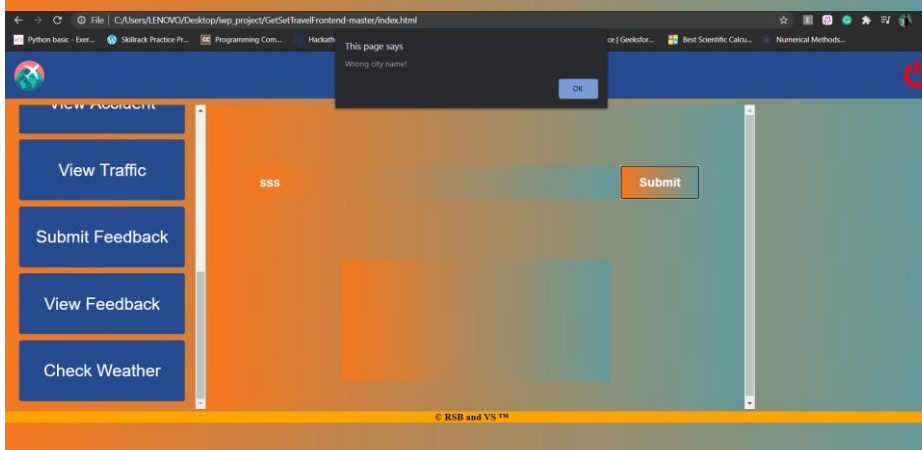 File | C:/Users/LENOVO/Desktop/iwp_project/GetSetTravelFrontend-master/index.html
Python basic - Exer... Skillrack Practice Pr... Programming Com... Hackath ce | Geeksfor... Best Scientific Calcu... Numerical Methods...
This page says
Wrong city name!
OK
View Accident
View Traffic
sss Submit
Submit Feedback
View Feedback
Check Weather
© RSB and VS ™